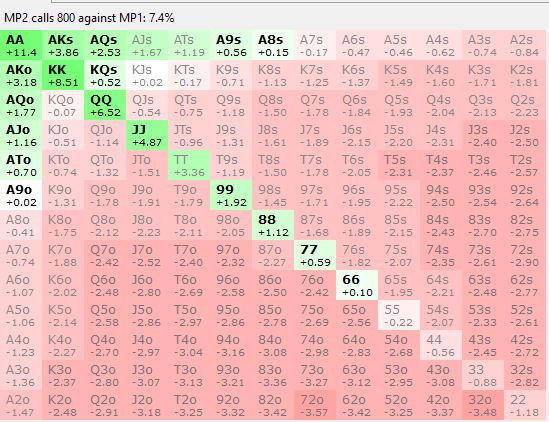 MP2 calls 800 against MP1: 7.4%
AA AKs AQs AJs ATs A9s A8s A7s A6s A5s A4s A3s A2s
+11.4 +3.86 +2.53 +1.67 +1.19 +0.56 +0.15 -0.17 -0.47 -0.46 -0.62 -0.74 -0.84
AKo KK KQs KJs KTs K9s K8s K7s K6s K5s K4s K3s K2s
+3.18 +8.51 +0.52 +0.02 -0.17 -0.71 -1.13 -1.25 -1.37 -1.49 -1.60 -1.71 -1.81
AQo KQo QQ QJs QTs Q9s Q8s Q7s Q6s Q5s Q4s Q3s Q2s
+1.77 -0.07 +6.52 -0.54 -0.75 -1.18 -1.50 -1.78 -1.84 -1.93 -2.04 -2.13 -2.23
AJo KJo QJo JJ JTs J9s J8s J7s J6s J5s J4s J3s J2s
+1.16 -0.51 -1.14 +4.87 -0.96 -1.31 -1.61 -1.89 -2.15 -2.20 -2.31 -2.40 -2.50
ATo KTo QTo JTo TT T9s T8s T7s T6s T5s T4s T3s T2s
+0.70 -0.74 -1.32 -1.51 +3.36 -1.19 -1.50 -1.78 -2.05 -2.31 -2.37 -2.46 -2.57
A9o K9o Q9o J9o T9o 99 98s 97s 96s 95s 94s 93s 92s
+0.02 -1.31 -1.78 -1.91 -1.79 +1.92 -1.45 -1.71 -1.95 -2.22 -2.50 -2.54 -2.64
A8o K8o Q8o J8o T8o 98o 88 87s 86s 85s 84s 83s 82s
-0.41 -1.75 -2.12 -2.23 -2.11 -2.05 +1.12 -1.68 -1.89 -2.15 -2.43 -2.70 -2.75
A7o K7o Q7o J7o T7o 97o 87o 77 76s 75s 74s 73s 72s
-0.74 -1.88 -2.42 -2.52 -2.40 -2.32 -2.27 +0.59 -1.82 -2.07 -2.35 -2.61 -2.90
A6o K6o Q6o J6o T6o 96o 86o 76o 66 65s 64s 63s 62s
-1.07 -2.02 -2.48 -2.80 -2.69 -2.58 -2.50 -2.42 +0.10 -1.95 -2.21 -2.48 -2.77
A5o K5o Q5o J5o T5o 95o 85o 75o 65o 55 54s 53s 52s
-1.06 -2.14 -2.58 -2.86 -2.97 -2.86 -2.78 -2.69 -2.56 -0.22 -2.07 -2.33 -2.61
A4o K4o Q4o J4o T4o 94o 84o 74o 64o 54o 44 43s 42s
-1.23 -2.27 -2.70 -2.97 -3.04 -3.16 -3.08 -2.98 -2.83 -2.68 -0.56 -2.45 -2.72
A3o K3o Q3o J3o T3o 93o 83o 73o 63o 53o 43o 33 32s
-1.36 -2.37 -2.80 -3.07 -3.13 -3.21 -3.36 -3.27 -3.12 -2.95 -3.08 -0.88 -2.82
A2o K2o Q2o J2o T2o 92o 82o 72o 62o 52o 42o 32o 22
-1.47 -2.48 -2.91 -3.18 -3.25 -3.32 -3.42 -3.57 -3.42 -3.25 -3.37 -3.48 -1.18